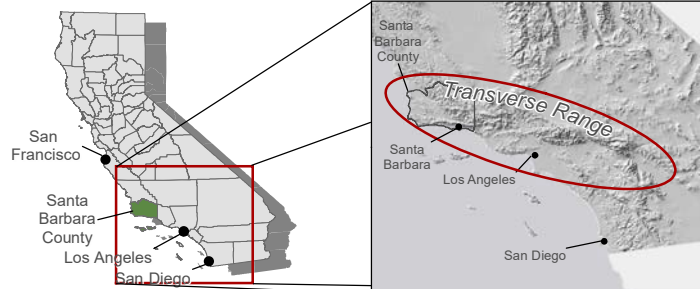 San
Francisco
Santa
Barbara
County
Los Angeles
San Diego
Santa
Barbara
County
Transverse Range
Santa
Barbara
Los Angeles
San Diego